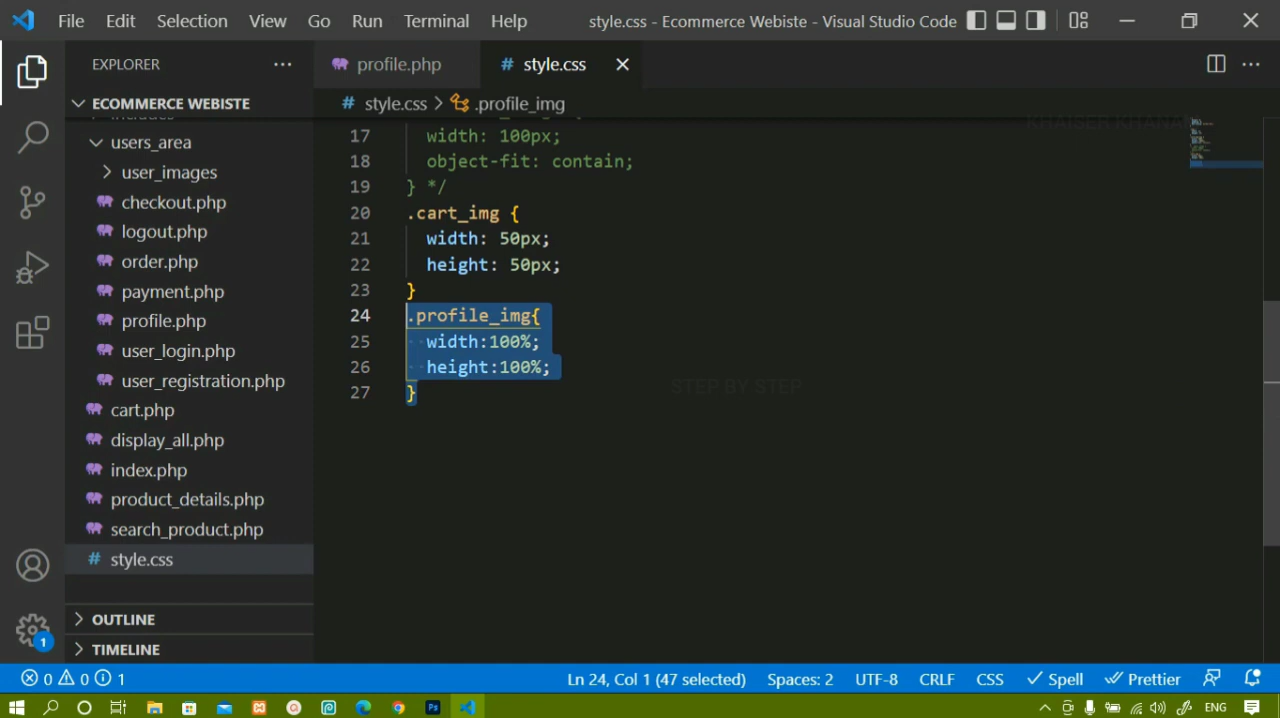 File Edit Selection View Go Run Terminal Help style.css - Ecommerce Webiste - Visual Studio Code
EXPLORER
ECOMMERCE WEBISTE
users_area
user_images
checkout.php
logout.php
order.php
payment.php
profile.php
user_login.php
user_registration.php
cart.php
display_all.php
index.php
product_details.php
search_product.php
# style.css
OUTLINE
TIMELINE
profile.php # style.css
# style.css > .profile_img
KHAISER KHANAM
17 width: 100px;
18 object-fit: contain;
19 } */
20 .cart_img {
21 width: 50px;
22 height: 50px;
23 }
24 .profile_img{
25 width:100%;
26 height:100%;
27 }
STEP BY STEP
1
0 0 1 Ln 24, Col 1 (47 selected) Spaces: 2 UTF-8 CRLF CSS Spell Prettier
Ps ENG